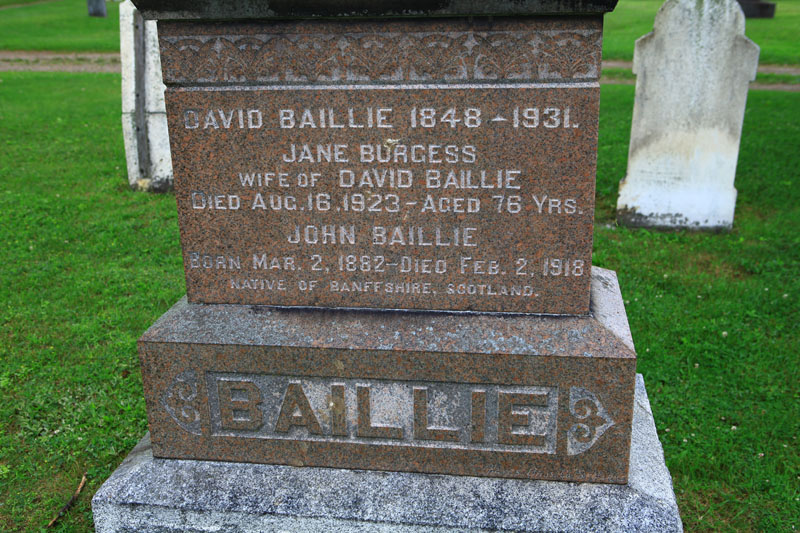 DAVID BAILLIE 1848 - 1931.
JANE BURGESS
WIFE OF DAVID BAILLIE
DIED AUG. 16, 1923 - AGED 76 YRS.
JOHN BAILLIE
BORN MAR. 2, 1882 - DIED FEB. 2, 1918
NATIVE OF BANFFSHIRE, SCOTLAND.
BAILLIE